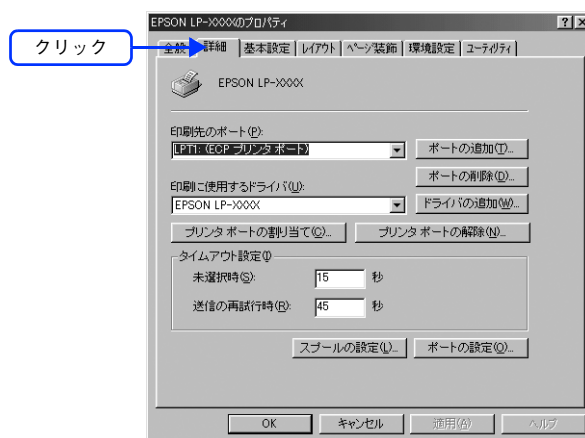 EPSON LP-XXXXのプロパティ
クリック
全般 詳細 基本設定 レイアウト ページ装飾 環境設定 ユーティリティ
EPSON LP-XXXX
印刷先のポート(P):
LPT1: (ECP プリンタ ポート) ポートの追加(T)...
ポートの削除(D)...
印刷に使用するドライバ(U):
EPSON LP-XXXX ドライバの追加(W)...
プリンタ ポートの割り当て(C)... プリンタ ポートの解除(N)...
タイムアウト設定
未選択時(S): 15 秒
送信の再試行時(R): 45 秒
スプールの設定(L)... ポートの設定(O)...
OK キャンセル 適用(A) ヘルプ